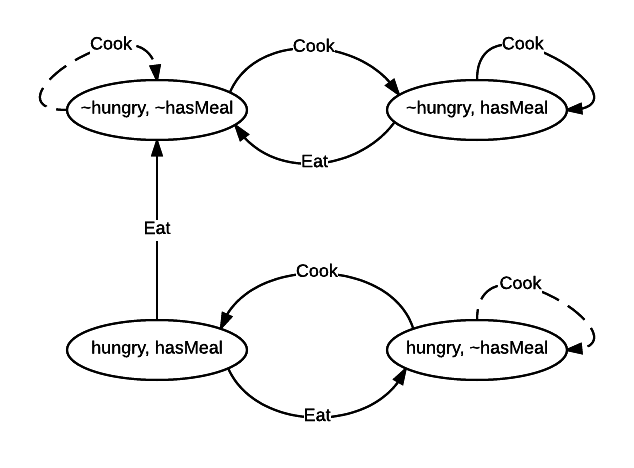 Cook
Cook
Cook
~hungry, ~hasMeal
~hungry, hasMeal
Eat
Eat
Cook
Cook
hungry, hasMeal
hungry, ~hasMeal
Eat